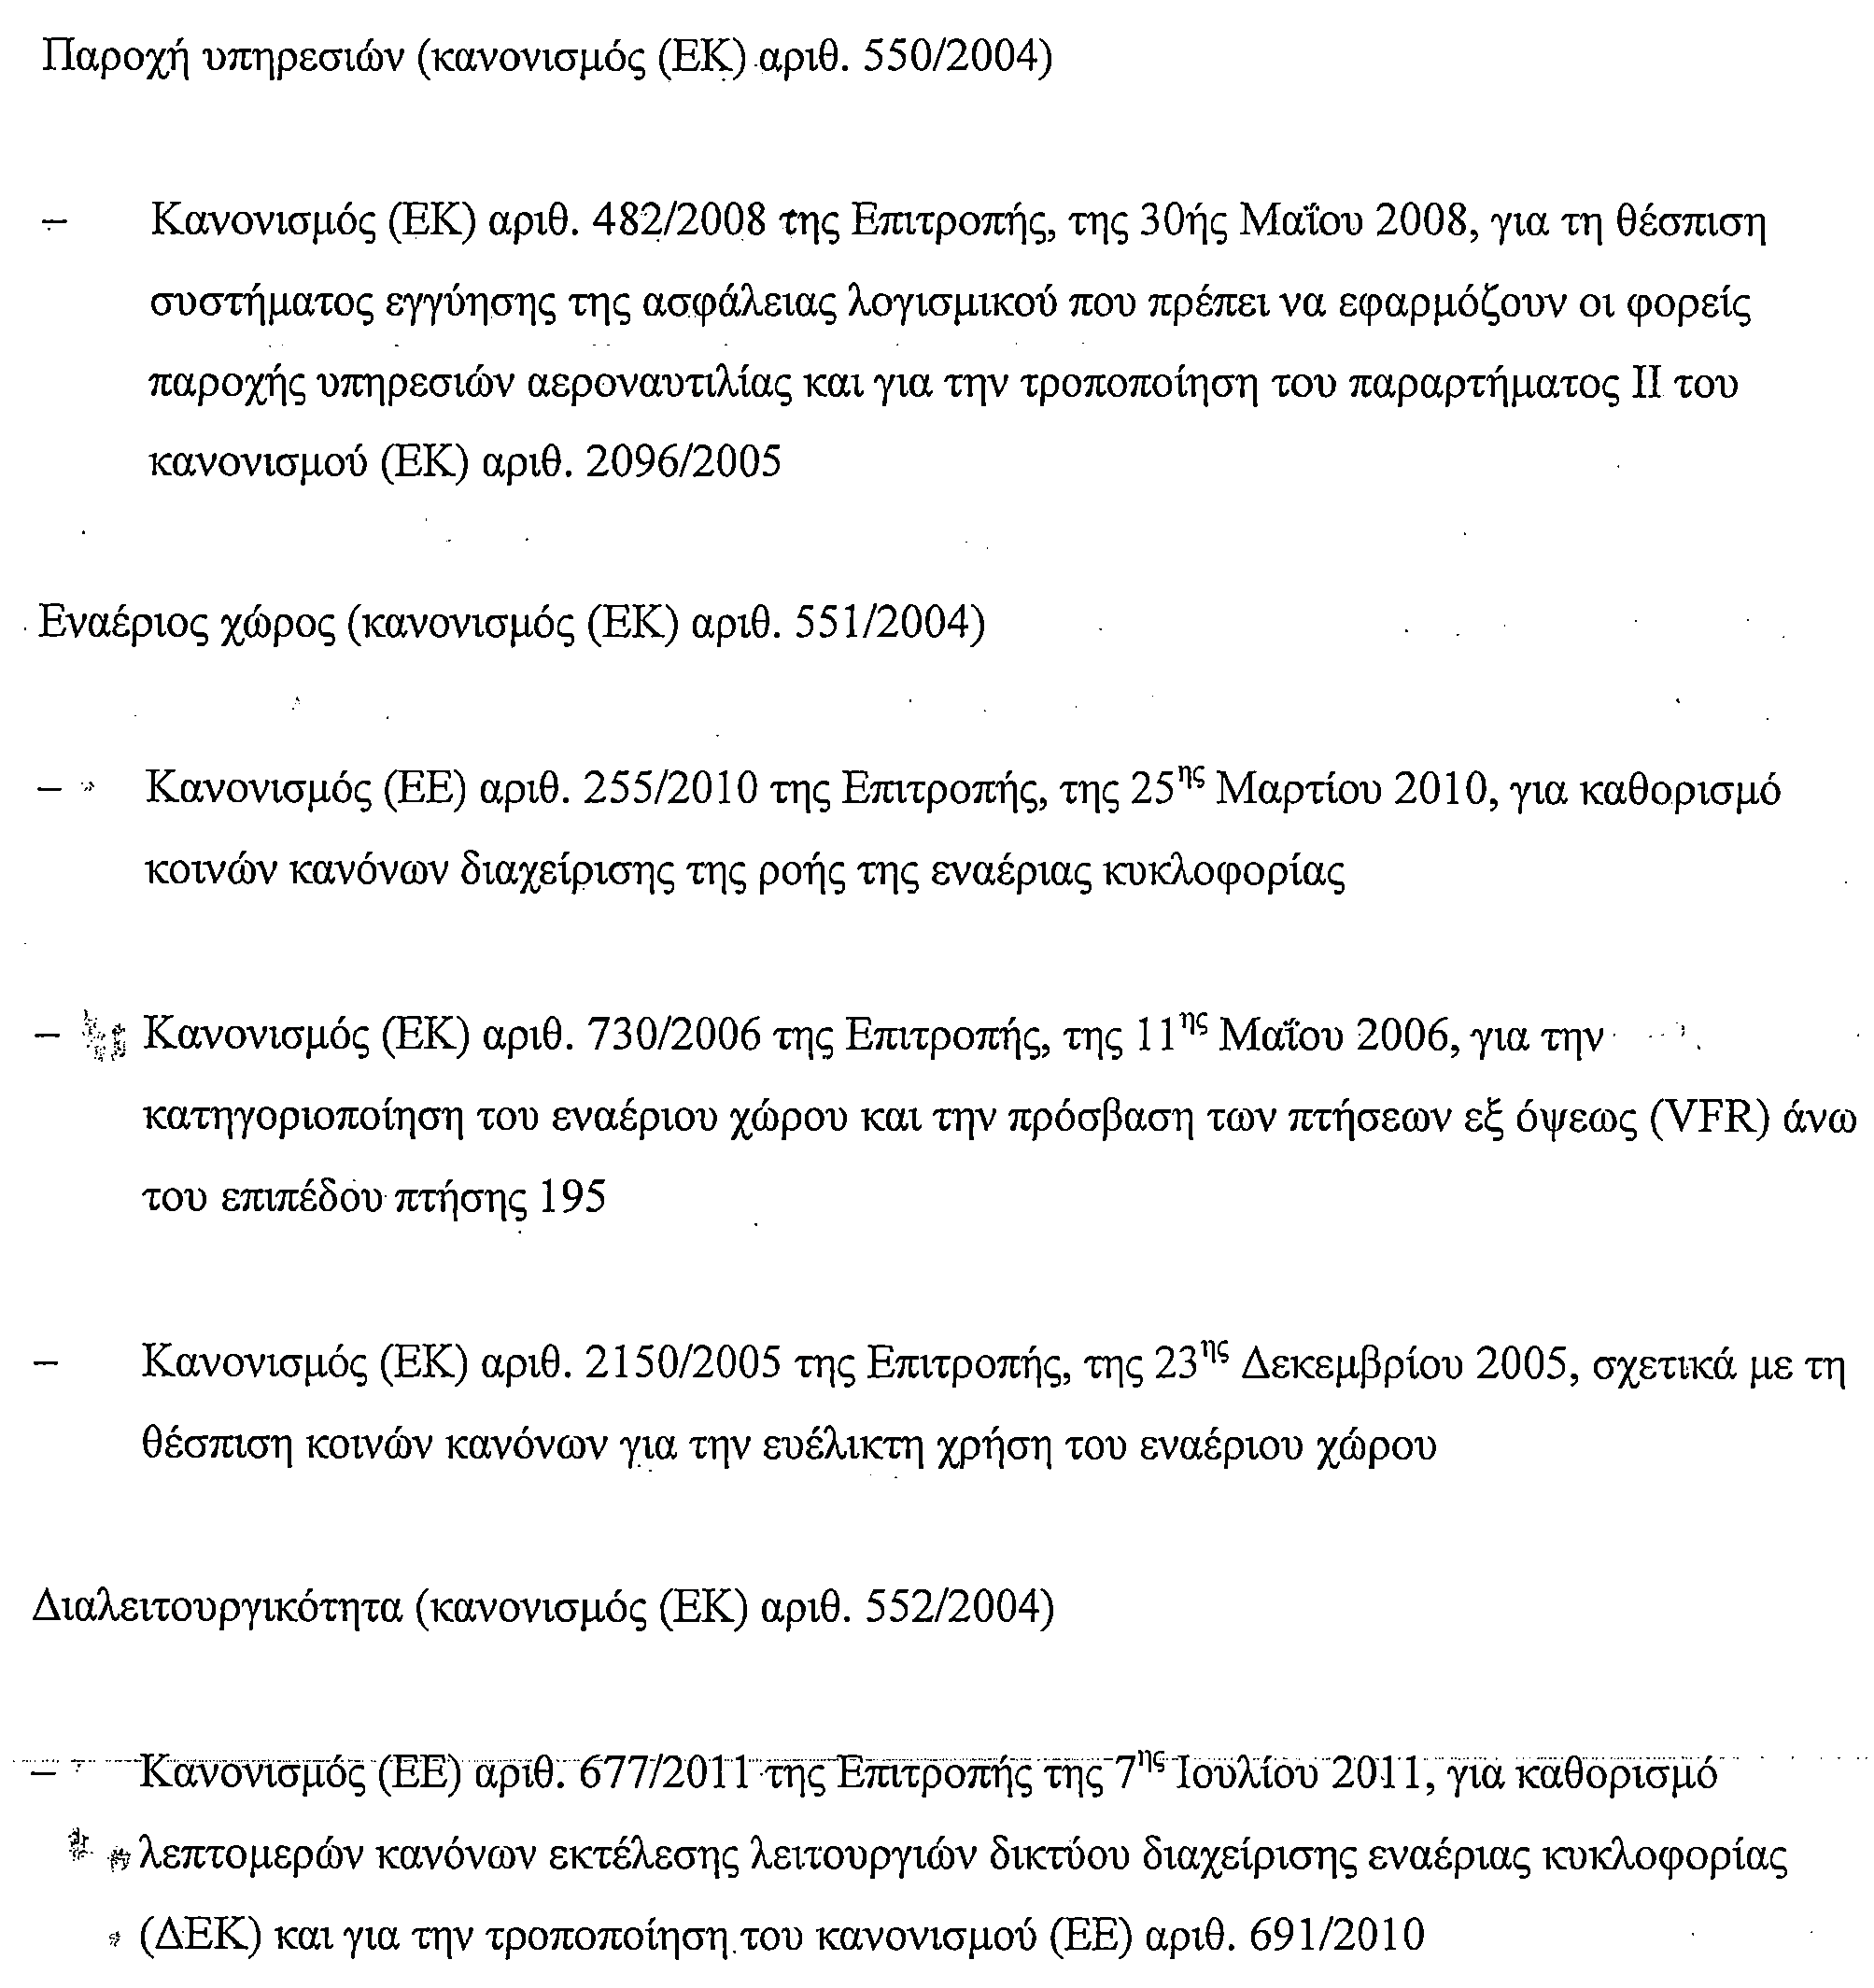 Παροχή υπηρεσιών (κανονισμός (ΕΚ) αριθ. 550/2004)
– Κανονισμός (ΕΚ) αριθ. 482/2008 της Επιτροπής, της 30ής Μαΐου 2008, για τη θέσπιση
συστήματος εγγύησης της ασφάλειας λογισμικού που πρέπει να εφαρμόζουν οι φορείς
παροχής υπηρεσιών αεροναυτιλίας και για την τροποποίηση του παραρτήματος ΙΙ του
κανονισμού (ΕΚ) αριθ. 2096/2005
Εναέριος χώρος (κανονισμός (ΕΚ) αριθ. 551/2004)
– Κανονισμός (ΕΕ) αριθ. 255/2010 της Επιτροπής, της 25ης Μαρτίου 2010, για καθορισμό
κοινών κανόνων διαχείρισης της ροής της εναέριας κυκλοφορίας
– Κανονισμός (ΕΚ) αριθ. 730/2006 της Επιτροπής, της 11ης Μαΐου 2006, για την
κατηγοριοποίηση του εναέριου χώρου και την πρόσβαση των πτήσεων εξ όψεως (VFR) άνω
του επιπέδου πτήσης 195
– Κανονισμός (ΕΚ) αριθ. 2150/2005 της Επιτροπής, της 23ης Δεκεμβρίου 2005, σχετικά με τη
θέσπιση κοινών κανόνων για την ευέλικτη χρήση του εναέριου χώρου
Διαλειτουργικότητα (κανονισμός (ΕΚ) αριθ. 552/2004)
– Κανονισμός (ΕΕ) αριθ. 677/2011 της Επιτροπής της 7ης Ιουλίου 2011, για καθορισμό
λεπτομερών κανόνων εκτέλεσης λειτουργιών δικτύου διαχείρισης εναέριας κυκλοφορίας
(ΔΕΚ) και για την τροποποίηση του κανονισμού (ΕΕ) αριθ. 691/2010